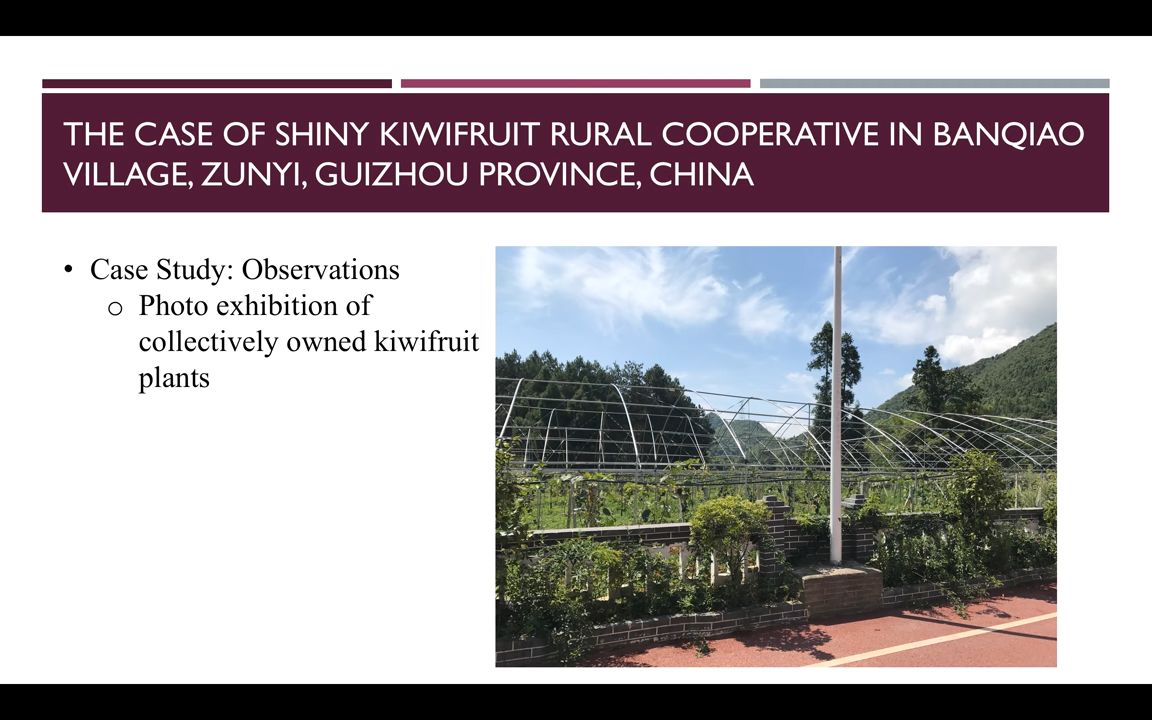 THE CASE OF SHINY KIWIFRUIT RURAL COOPERATIVE IN BANQIAO
VILLAGE, ZUNYI, GUIZHOU PROVINCE, CHINA
• Case Study: Observations
o Photo exhibition of
collectively owned kiwifruit
plants